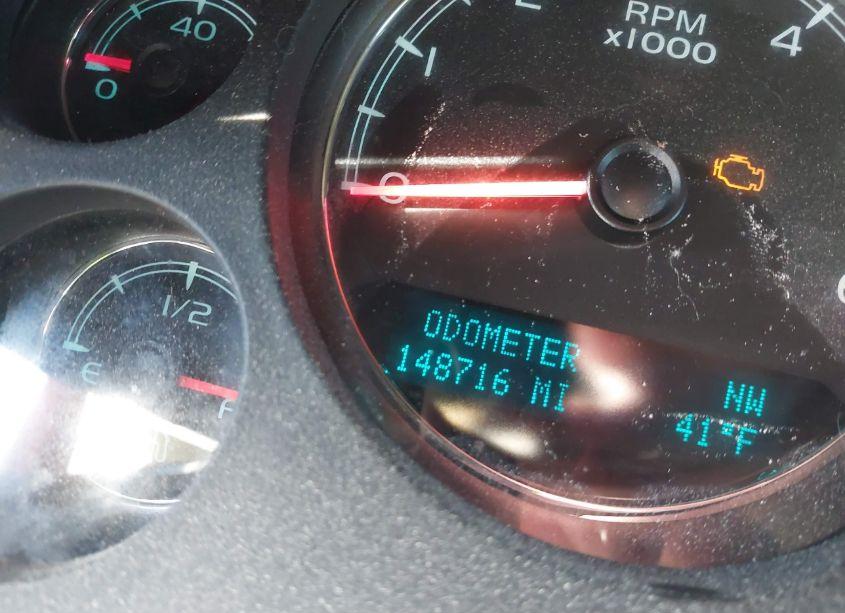 40
0
RPM
x1000
1
4
0
1/2
E
F
ODOMETER
148716 MI
NW
41°F